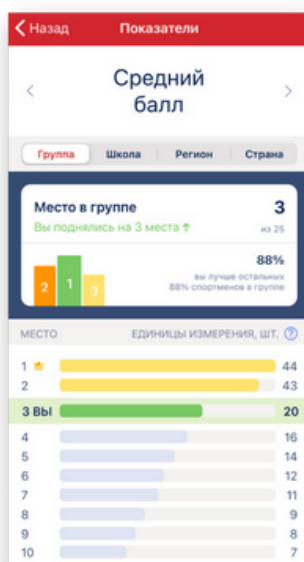 Назад Показатели
Средний
балл
Группа Школа Регион Страна
Место в группе 3
Вы поднялись на 3 места ↑ из 25
88%
вы лучше остальных
88% спортсменов в группе
2 1 3
МЕСТО ЕДИНИЦЫ ИЗМЕРЕНИЯ, ШТ. ?
1 44
2 43
3 ВЫ 20
4 16
5 14
6 12
7 11
8 9
9 8
10 7